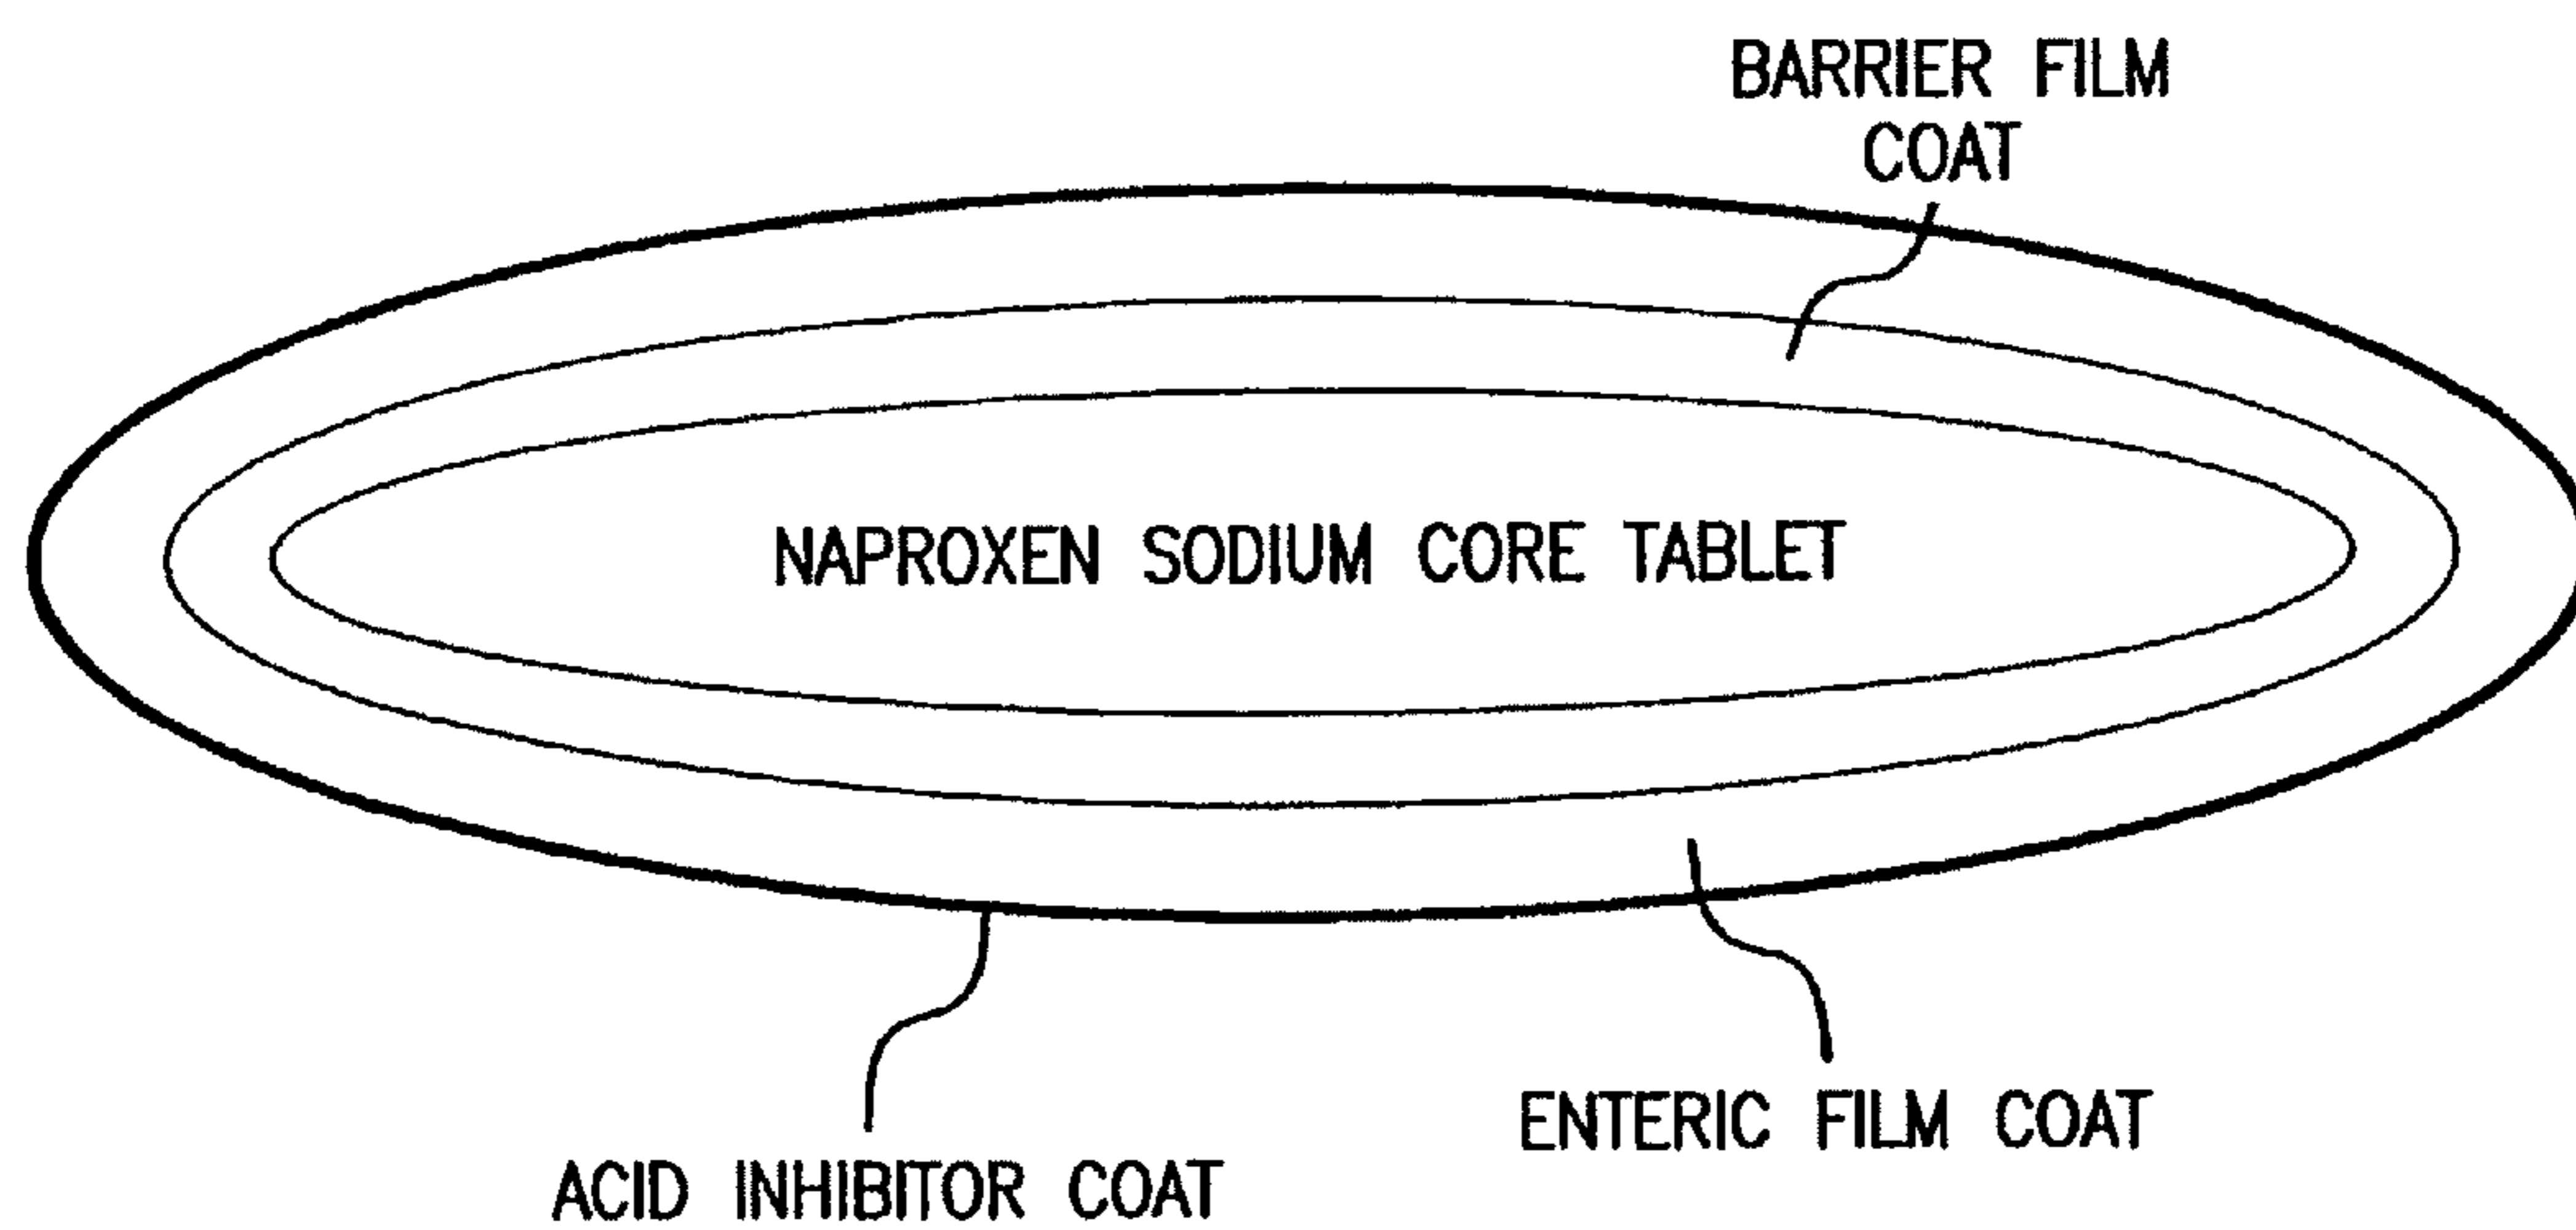 BARRIER FILM
COAT
NAPROXEN SODIUM CORE TABLET
ENTERIC FILM COAT
ACID INHIBITOR COAT